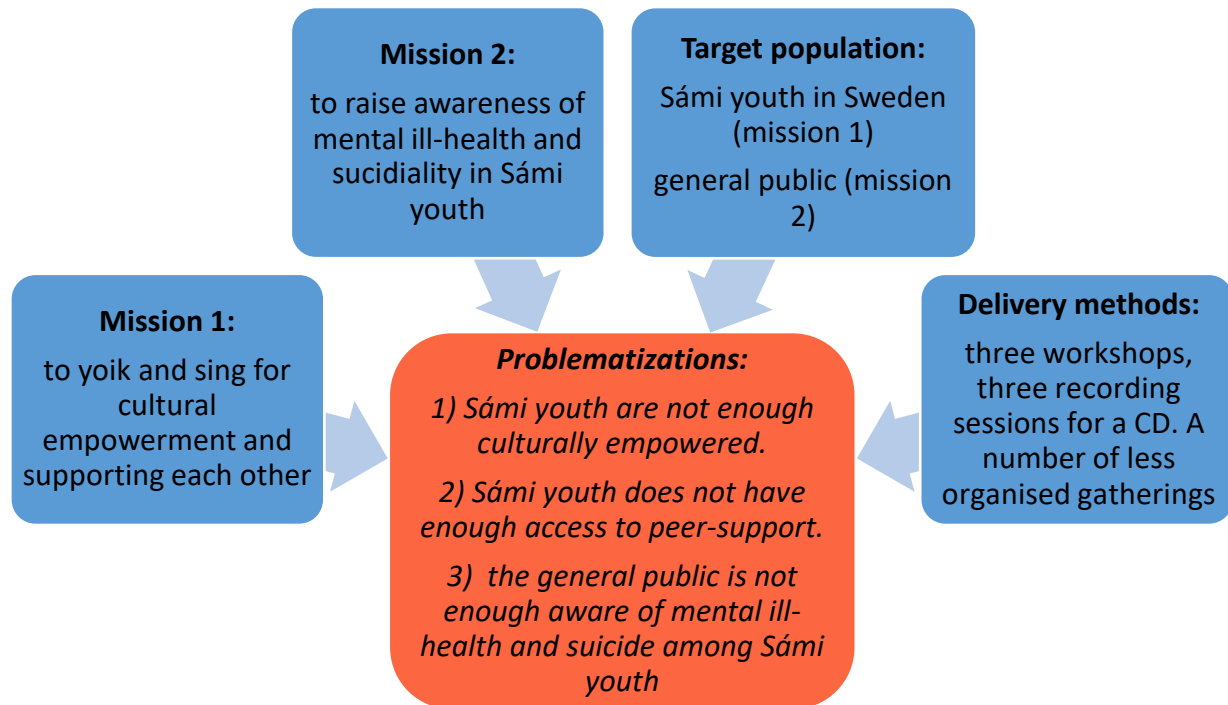 Mission 2:
to raise awareness of
mental ill-health and
sucidiality in Sámi
youth
Target population:
Sámi youth in Sweden
(mission 1)
general public (mission
2)
Mission 1:
to yoik and sing for
cultural
empowerment and
supporting each other
Problematizations:
1) Sámi youth are not enough
culturally empowered.
2) Sámi youth does not have
enough access to peer-support.
3) the general public is not
enough aware of mental ill-
health and suicide among Sámi
youth
Delivery methods:
three workshops,
three recording
sessions for a CD. A
number of less
organised gatherings